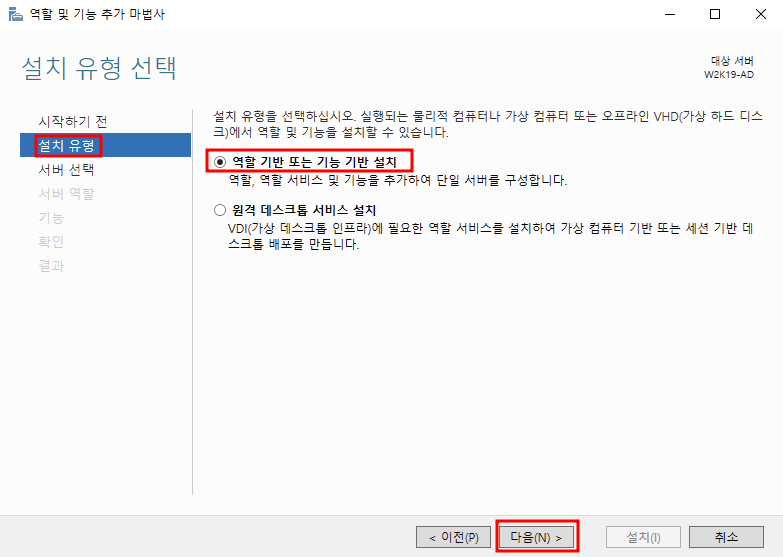 역할 및 기능 추가 마법사
설치 유형 선택
대상 서버
W2K19-AD
시작하기 전
설치 유형
서버 선택
서버 역할
기능
확인
결과
설치 유형을 선택하십시오. 실행되는 물리적 컴퓨터나 가상 컴퓨터 또는 오프라인 VHD(가상 하드 디스
크)에서 역할 및 기능을 설치할 수 있습니다.
역할 기반 또는 기능 기반 설치
역할, 역할 서비스 및 기능을 추가하여 단일 서버를 구성합니다.
원격 데스크톱 서비스 설치
VDI(가상 데스크톱 인프라)에 필요한 역할 서비스를 설치하여 가상 컴퓨터 기반 또는 세션 기반 데
스크톱 배포를 만듭니다.
< 이전(P)
다음(N) >
설치(I)
취소